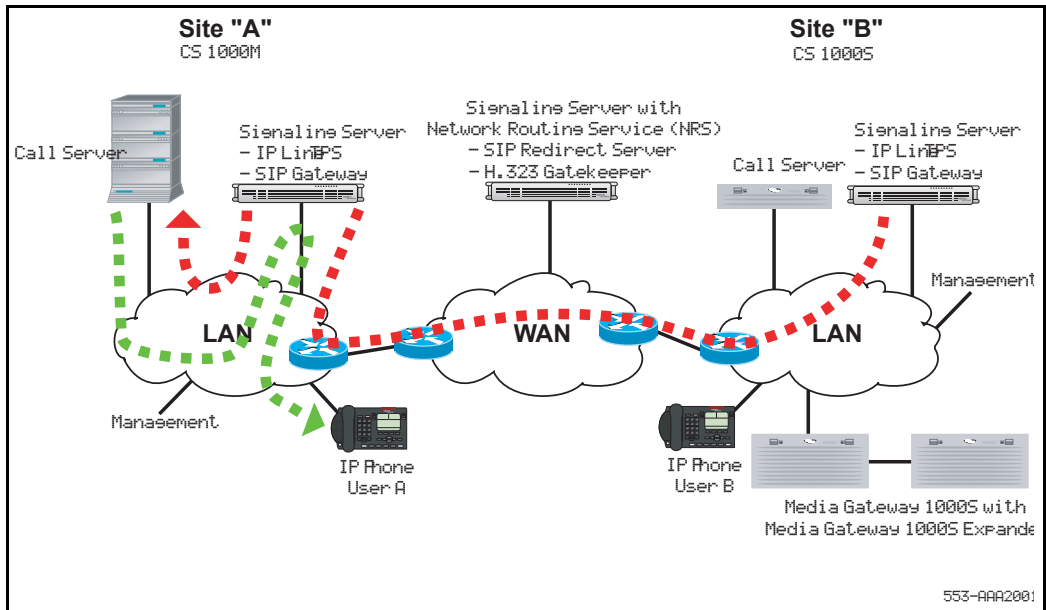 Site "A"
CS 1000M
Site "B"
CS 1000S
Call Server
Signaling Server
- IP Line TPS
- SIP Gateway
Signaling Server with
Network Routing Service (NRS)
- SIP Redirect Server
- H.323 Gatekeeper
Call Server
Signaling Server
- IP Line TPS
- SIP Gateway
Management
LAN
WAN
LAN
Management
IP Phone
User A
IP Phone
User B
Media Gateway 1000S with
Media Gateway 1000S Expande
553-AAA2001